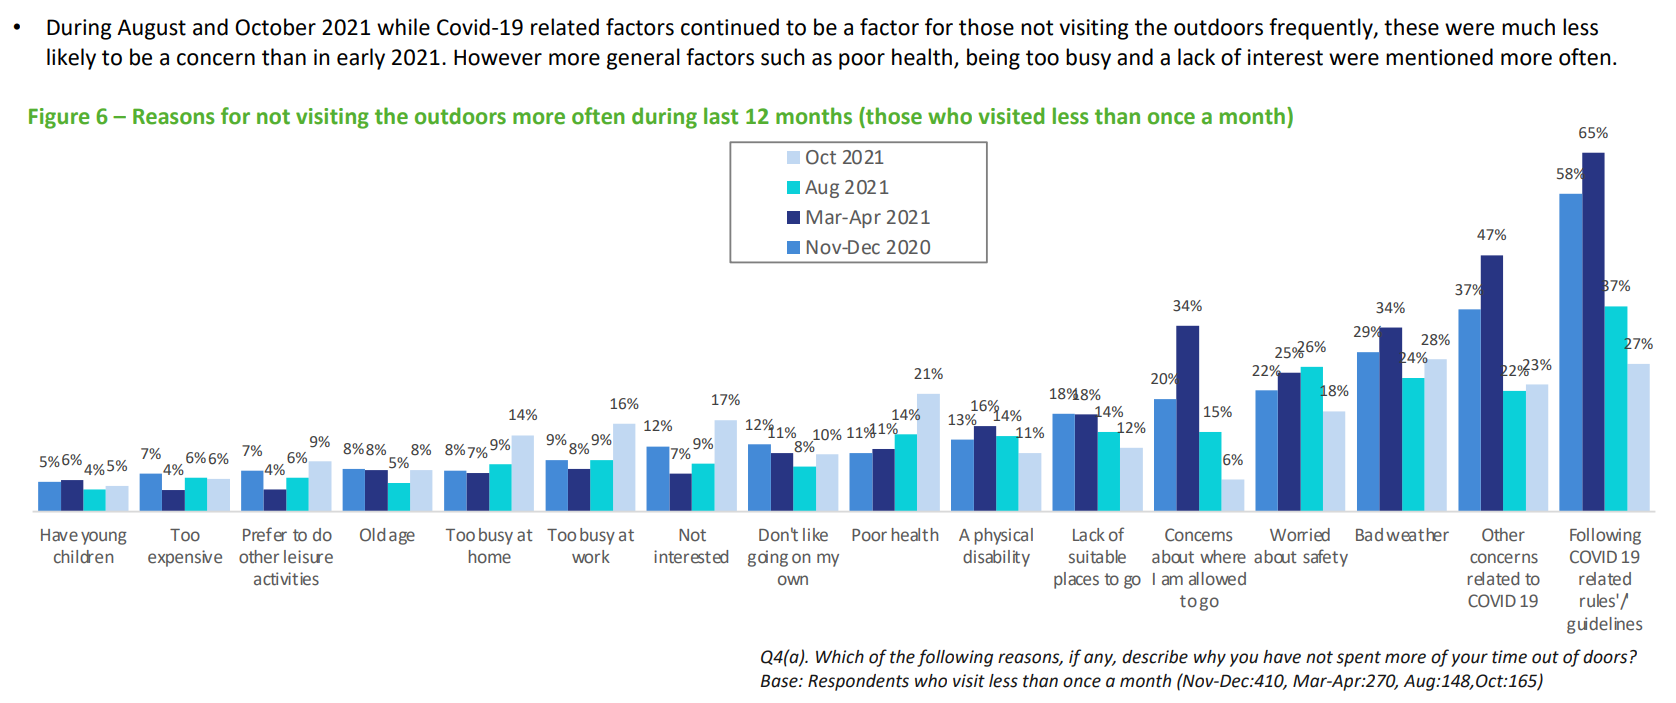 • During August and October 2021 while Covid-19 related factors continued to be a factor for those not visiting the outdoors frequently, these were much less
likely to be a concern than in early 2021. However more general factors such as poor health, being too busy and a lack of interest were mentioned more often.
Figure 6 – Reasons for not visiting the outdoors more often during last 12 months (those who visited less than once a month)
Oct 2021
Aug 2021
Mar-Apr 2021
Nov-Dec 2020
5% 6% 4% 5%
7% 4% 6% 6%
7% 4% 6% 9%
8% 8% 5% 8%
8% 7% 9% 14%
9% 8% 9% 16%
12% 7% 9% 17%
12% 11% 8% 10%
11% 11% 14% 21%
13% 16% 14% 11%
18% 18% 14% 12%
20% 34% 15% 6%
22% 25% 26% 18%
29% 34% 24% 28%
37% 47% 22% 23%
58% 65% 37% 27%
Have young
children
Too
expensive
Prefer to do
other leisure
activities
Old age
Too busy at
home
Too busy at
work
Not
interested
Don't like
going on my
own
Poor health
A physical
disability
Lack of
suitable
places to go
Concerns
about where
I am allowed
to go
Worried
about safety
Bad weather
Other
concerns
related to
COVID 19
Following
COVID 19
related
rules'/'
guidelines
Q4(a). Which of the following reasons, if any, describe why you have not spent more of your time out of doors?
Base: Respondents who visit less than once a month (Nov-Dec:410, Mar-Apr:270, Aug:148,Oct:165)